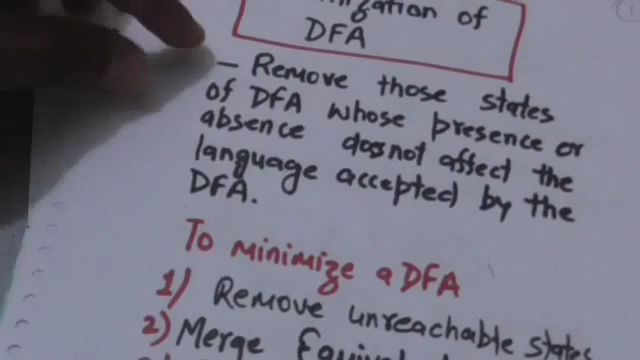 of
DFA
- Remove those states
of DFA whose presence or
absence does not affect the
language accepted by the
DFA.
To minimize a DFA
1) Remove unreachable states
2) Merge